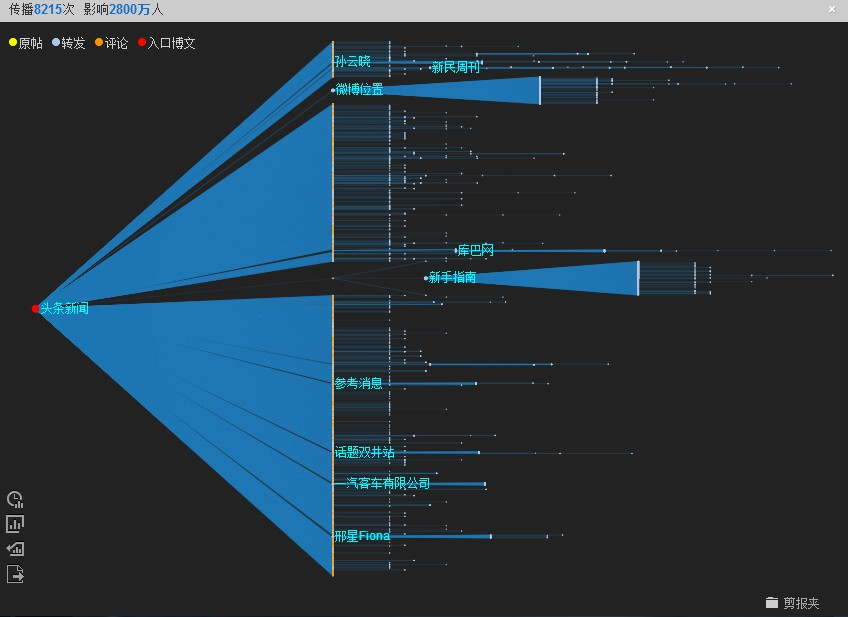 传播8215次 影响2800万人
原帖 转发 评论 入口博文
孙云晓
新民周刊
微博位置
库巴网
新手指南
头条新闻
参考消息
话题双井站
一汽客车有限公司
邢星Fiona
剪报夹